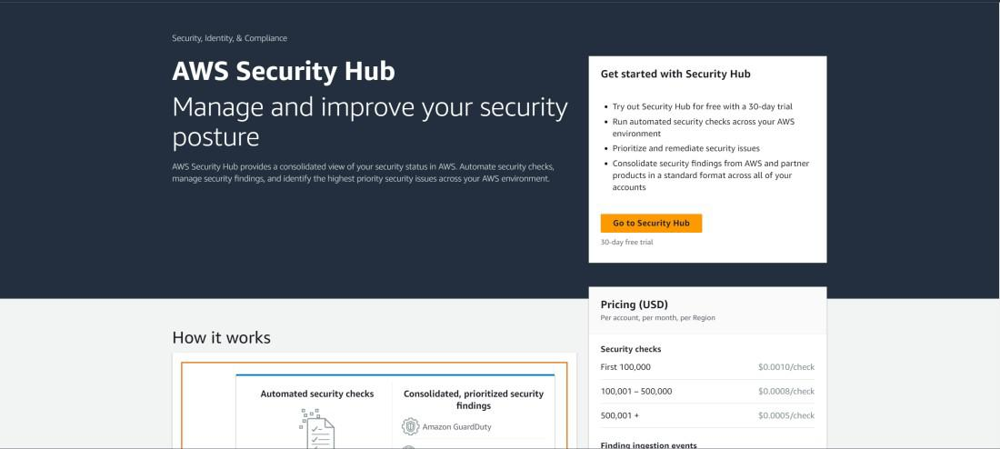 Security, Identity, & Compliance
AWS Security Hub
Manage and improve your security
posture
AWS Security Hub provides a consolidated view of your security status in AWS. Automate security checks,
manage security findings, and identify the highest priority security issues across your AWS environment.
Get started with Security Hub
• Try out Security Hub for free with a 30-day trial
• Run automated security checks across your AWS
environment
• Prioritize and remediate security issues
• Consolidate security findings from AWS and partner
products in a standard format across all of your
accounts
Go to Security Hub
30-day free trial
How it works
Automated security checks
Consolidated, prioritized security
findings
Amazon GuardDuty
Pricing (USD)
Per account, per month, per Region
Security checks
First 100,000 $0.0010/check
100,001 – 500,000 $0.0008/check
500,001 + $0.0005/check
Finding ingestion events